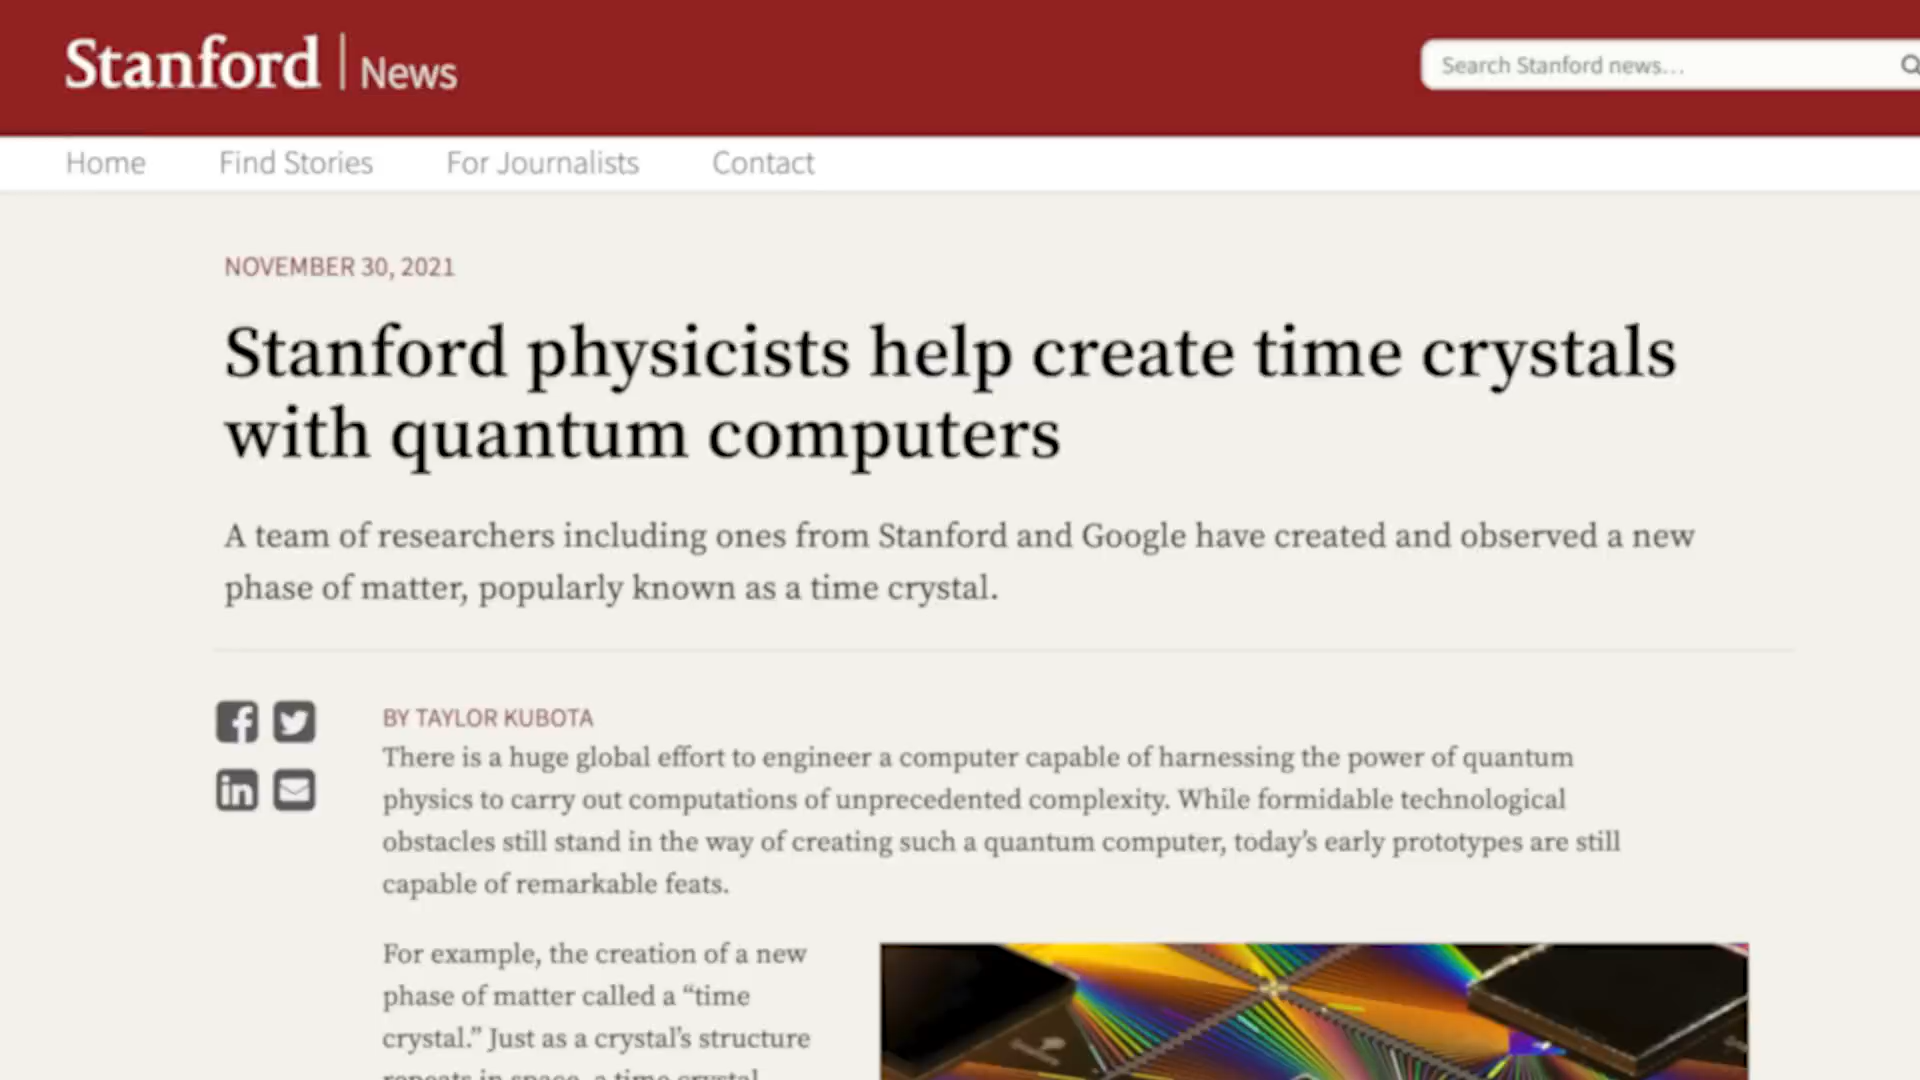 Stanford | News
Search Stanford news...
Home Find Stories For Journalists Contact
NOVEMBER 30, 2021
Stanford physicists help create time crystals
with quantum computers
A team of researchers including ones from Stanford and Google have created and observed a new
phase of matter, popularly known as a time crystal.
BY TAYLOR KUBOTA
There is a huge global effort to engineer a computer capable of harnessing the power of quantum
physics to carry out computations of unprecedented complexity. While formidable technological
obstacles still stand in the way of creating such a quantum computer, today’s early prototypes are still
capable of remarkable feats.
For example, the creation of a new
phase of matter called a “time
crystal.” Just as a crystal’s structure
repeats in space, a time crystal